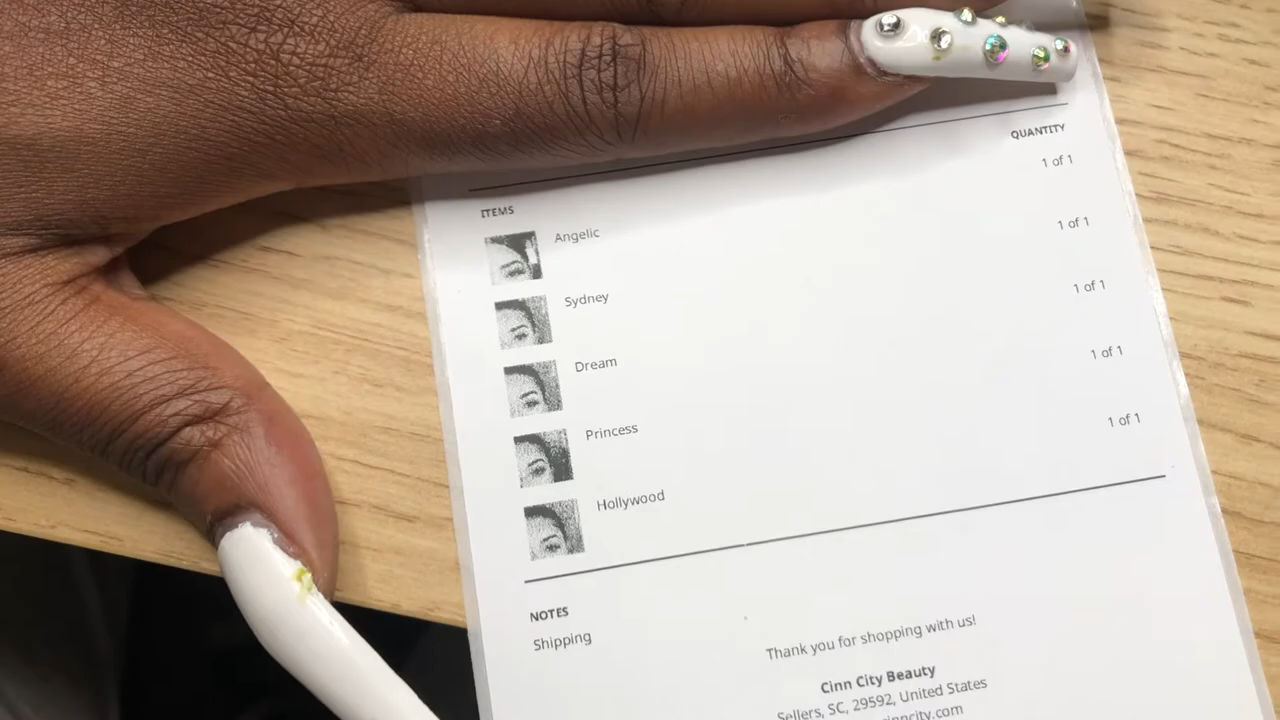 QUANTITY
ITEMS
Angelic 1 of 1
Sydney 1 of 1
Dream 1 of 1
Princess 1 of 1
Hollywood 1 of 1
NOTES
Shipping
Thank you for shopping with us!
Cinn City Beauty
Sellers, SC, 29592, United States